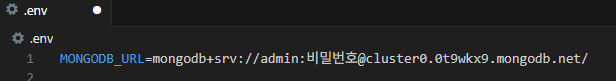 .env
.env
1 MONGODB_URL=mongodb+srv://admin:비밀번호@cluster0.0t9wkx9.mongodb.net/